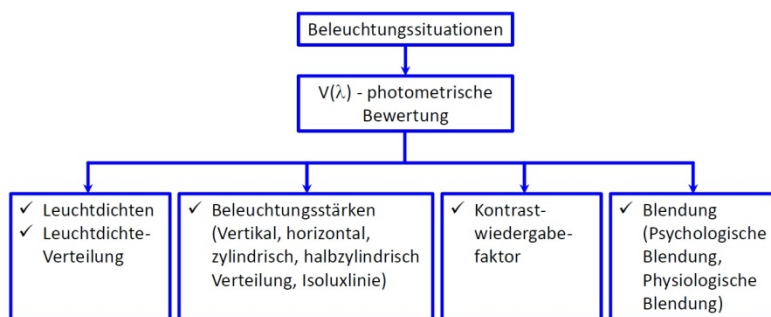 Beleuchtungssituationen
V(λ) - photometrische
Bewertung
✓ Leuchtdichten
✓ Leuchtdichte-
Verteilung
✓ Beleuchtungsstärken
(Vertikal, horizontal,
zylindrisch, halbzylindrisch
Verteilung, Isoluxlinie)
✓ Kontrast-
wiedergabe-
faktor
✓ Blendung
(Psychologische
Blendung,
Physiologische
Blendung)